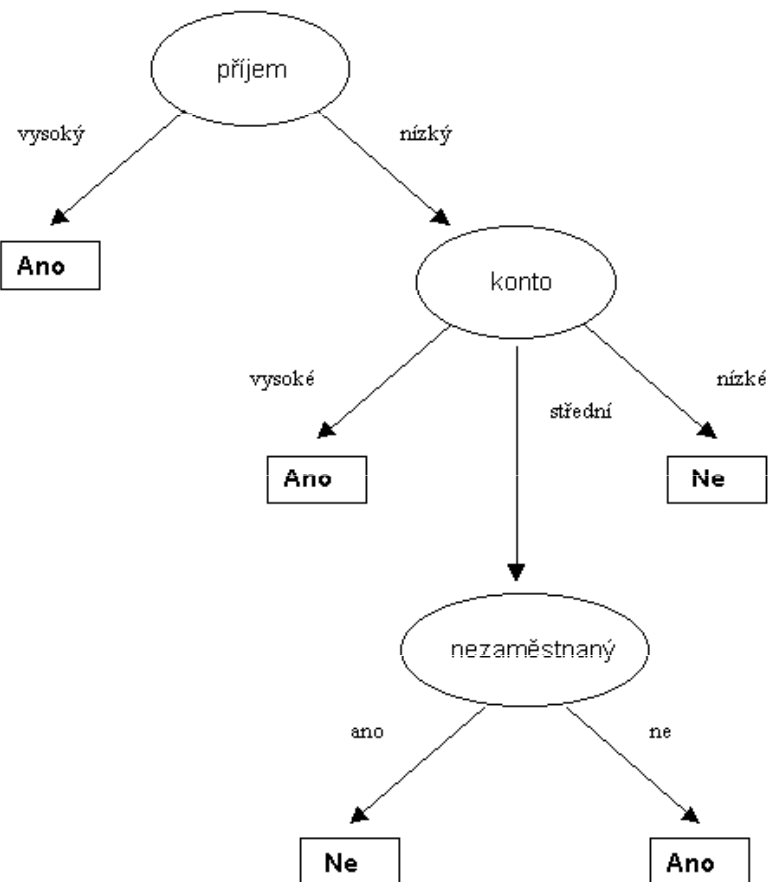 příjem
vysoký
nízký
Ano
konto
vysoké
nízké
střední
Ano
Ne
nezaměstnaný
ano
ne
Ne
Ano